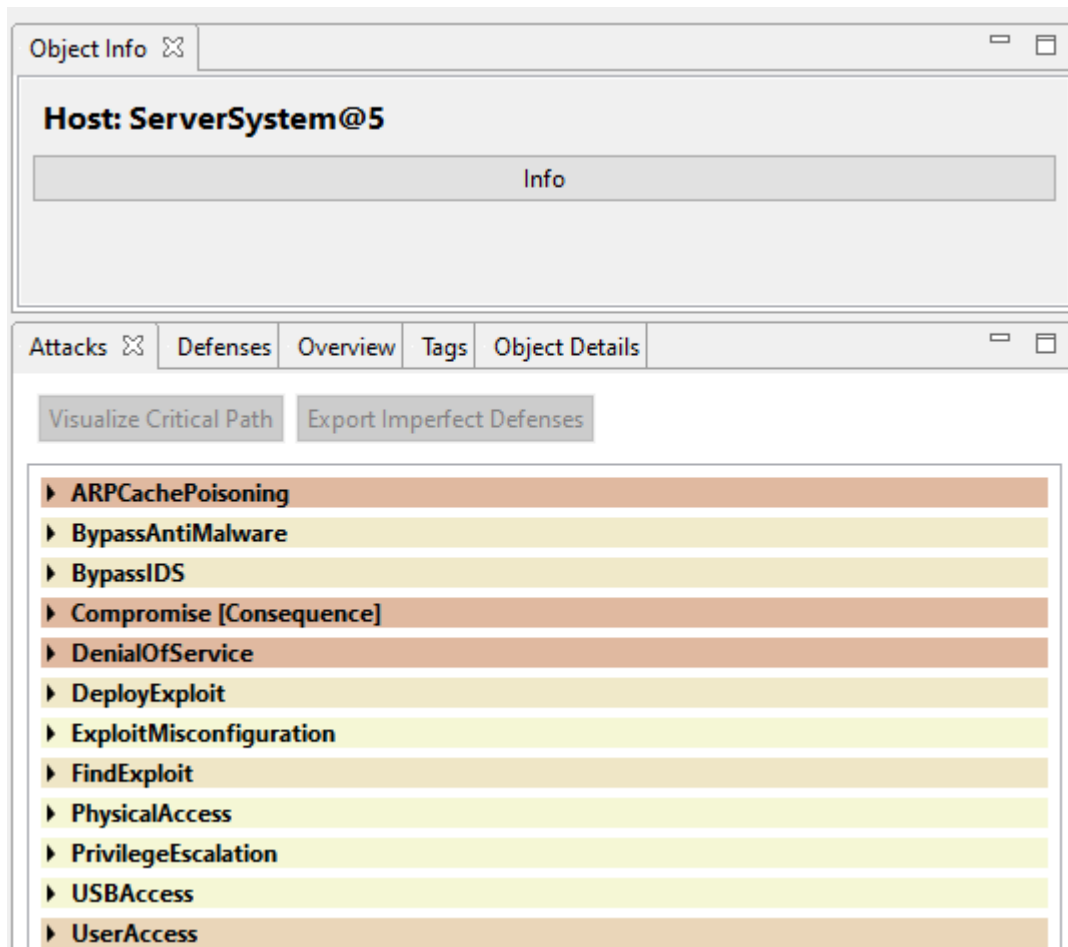 Object Info
Host: ServerSystem@5
Info
Attacks Defenses Overview Tags Object Details
Visualize Critical Path Export Imperfect Defenses
ARPCachePoisoning
BypassAntiMalware
BypassIDS
Compromise [Consequence]
DenialOfService
DeployExploit
ExploitMisconfiguration
FindExploit
PhysicalAccess
PrivilegeEscalation
USBAccess
UserAccess